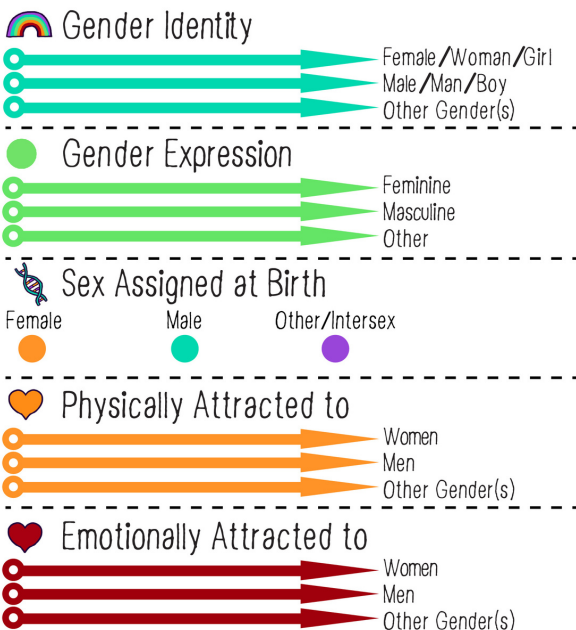 Gender Identity
Female/Woman/Girl
Male/Man/Boy
Other Gender(s)
Gender Expression
Feminine
Masculine
Other
Sex Assigned at Birth
Female Male Other/Intersex
Physically Attracted to
Women
Men
Other Gender(s)
Emotionally Attracted to
Women
Men
Other Gender(s)